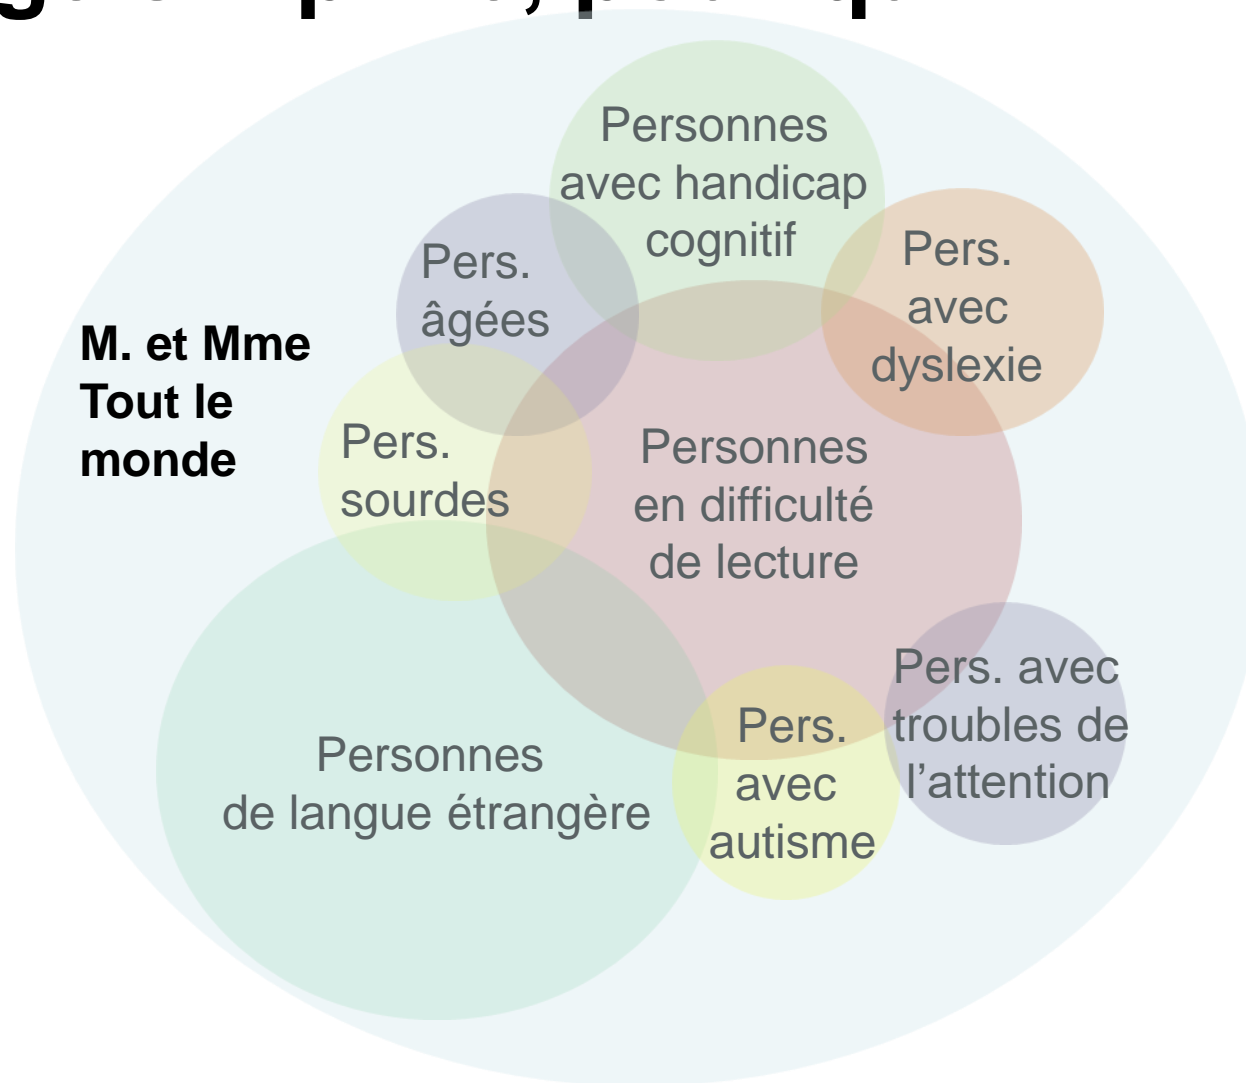 Personnes
avec handicap
cognitif
Pers.
avec
dyslexie
Pers.
âgées
M. et Mme
Tout le
monde
Pers.
sourdes
Personnes
en difficulté
de lecture
Pers. avec
troubles de
l’attention
Pers.
avec
autisme
Personnes
de langue étrangère